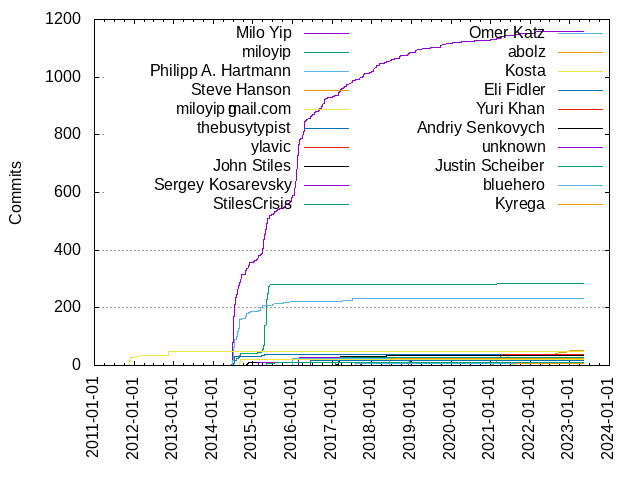 1200
1000
800
600
400
200
0
Commits
Milo Yip
miloyip
Philipp A. Hartmann
Steve Hanson
miloyip gmail.com
thebusytypist
ylavic
John Stiles
Sergey Kosarevsky
StilesCrisis
Omer Katz
abolz
Kosta
Eli Fidler
Yuri Khan
Andriy Senkovych
unknown
Justin Scheiber
bluehero
Kyrega
2011-01-01
2012-01-01
2013-01-01
2014-01-01
2015-01-01
2016-01-01
2017-01-01
2018-01-01
2019-01-01
2020-01-01
2021-01-01
2022-01-01
2023-01-01
2024-01-01